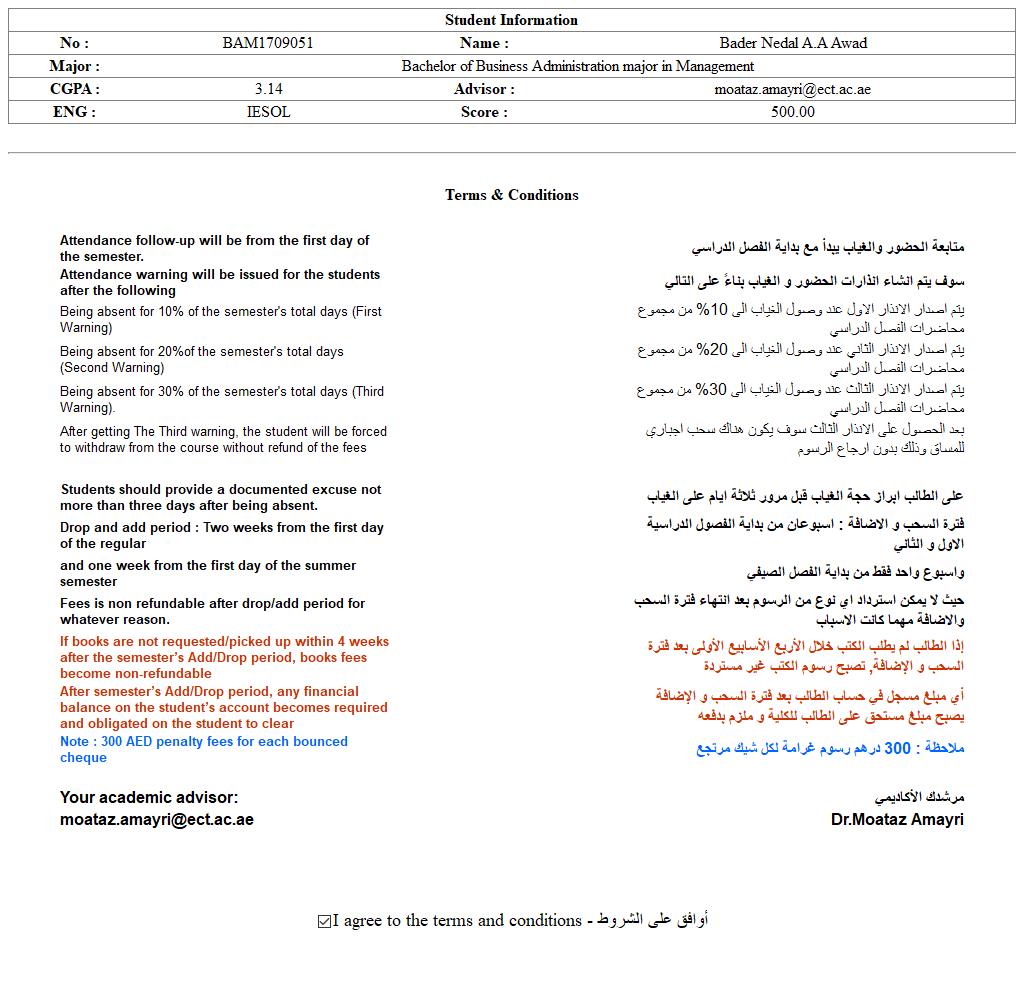 Student Information
No : BAM1709051 Name : Bader Nedal A.A Awad
Major : Bachelor of Business Administration major in Management
CGPA : 3.14 Advisor : moataz.amayri@ect.ac.ae
ENG : IESOL Score : 500.00
Terms & Conditions
Attendance follow-up will be from the first day of
the semester.
متابعة الحضور والغياب يبدأ مع بداية الفصل الدراسي
Attendance warning will be issued for the students
after the following
سوف يتم انشاء انذارات الحضور و الغياب بناءً على التالي
Being absent for 10% of the semester's total days (First
Warning)
يتم اصدار الانذار الاول عند وصول الغياب الى 10% من مجموع
محاضرات الفصل الدراسي
Being absent for 20%of the semester's total days
(Second Warning)
يتم اصدار الانذار الثاني عند وصول الغياب الى 20% من مجموع
محاضرات الفصل الدراسي
Being absent for 30% of the semester's total days (Third
Warning).
يتم اصدار الانذار الثالث عند وصول الغياب الى 30% من مجموع
محاضرات الفصل الدراسي
After getting The Third warning, the student will be forced
to withdraw from the course without refund of the fees
بعد الحصول على الانذار الثالث سوف يكون هناك سحب اجباري
للمساق وذلك بدون ارجاع الرسوم
Students should provide a documented excuse not
more than three days after being absent.
على الطالب ابراز حجة الغياب قبل مرور ثلاثة ايام على الغياب
Drop and add period : Two weeks from the first day
of the regular
فترة السحب و الاضافة : اسبوعان من بداية الفصول الدراسية
الاول و الثاني
and one week from the first day of the summer
semester
واسبوع واحد فقط من بداية الفصل الصيفي
Fees is non refundable after drop/add period for
whatever reason.
حيث لا يمكن استرداد اي نوع من الرسوم بعد انتهاء فترة السحب
والاضافة مهما كانت الاسباب
If books are not requested/picked up within 4 weeks
after the semester’s Add/Drop period, books fees
become non-refundable
إذا الطالب لم يطلب الكتب خلال الأربع الأسابيع الأولى بعد فترة
السحب و الإضافة, تصبح رسوم الكتب غير مستردة
After semester’s Add/Drop period, any financial
balance on the student’s account becomes required
and obligated on the student to clear
أي مبلغ مسجل في حساب الطالب بعد فترة السحب و الإضافة
يصبح مبلغ مستحق على الطالب للكلية و ملزم بدفعه
Note : 300 AED penalty fees for each bounced
cheque
ملاحظة : 300 درهم رسوم غرامة لكل شيك مرتجع
Your academic advisor:
moataz.amayri@ect.ac.ae
مرشدك الأكاديمي
Dr.Moataz Amayri
I agree to the terms and conditions - أوافق على الشروط